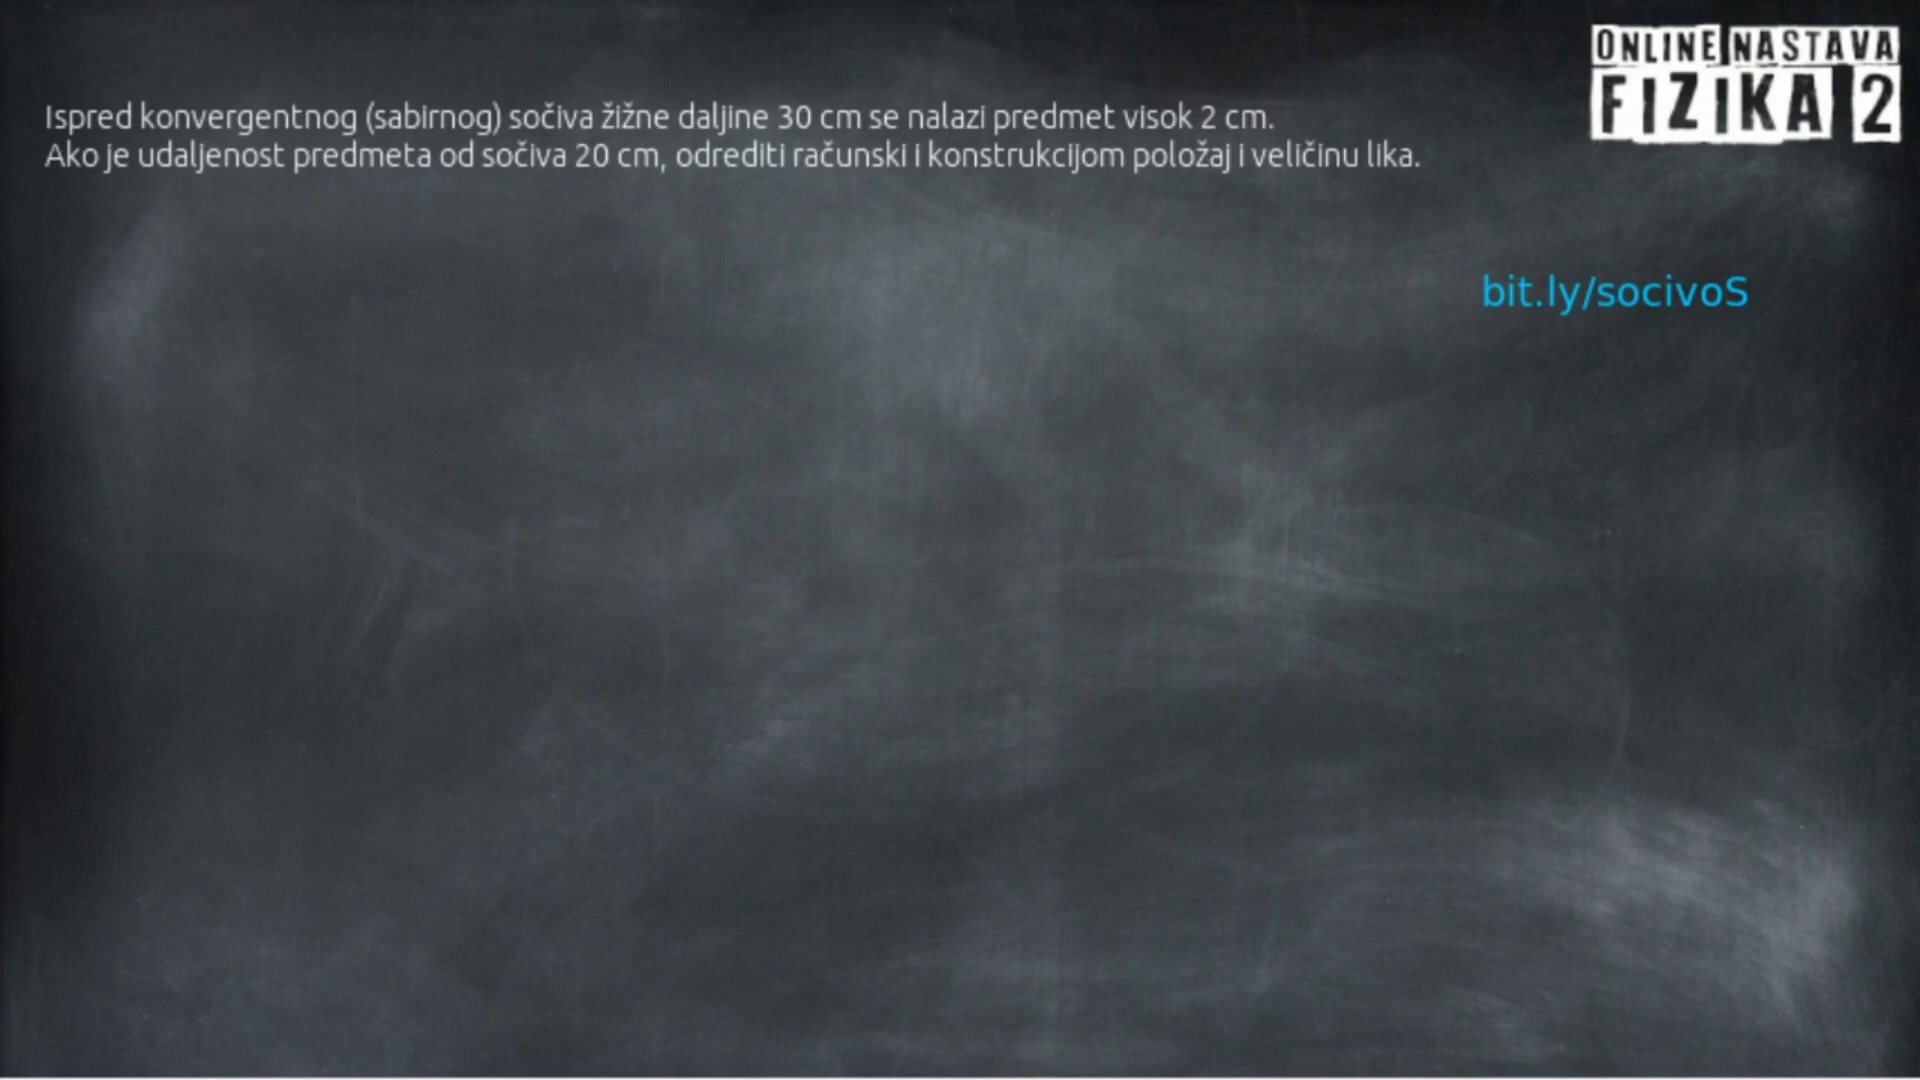 ONLINE NASTAVA
FIZIKA 2
Ispred konvergentnog (sabirnog) sočiva žižne daljine 30 cm se nalazi predmet visok 2 cm.
Ako je udaljenost predmeta od sočiva 20 cm, odrediti računski i konstrukcijom položaj i veličinu lika.
bit.ly/socivoS